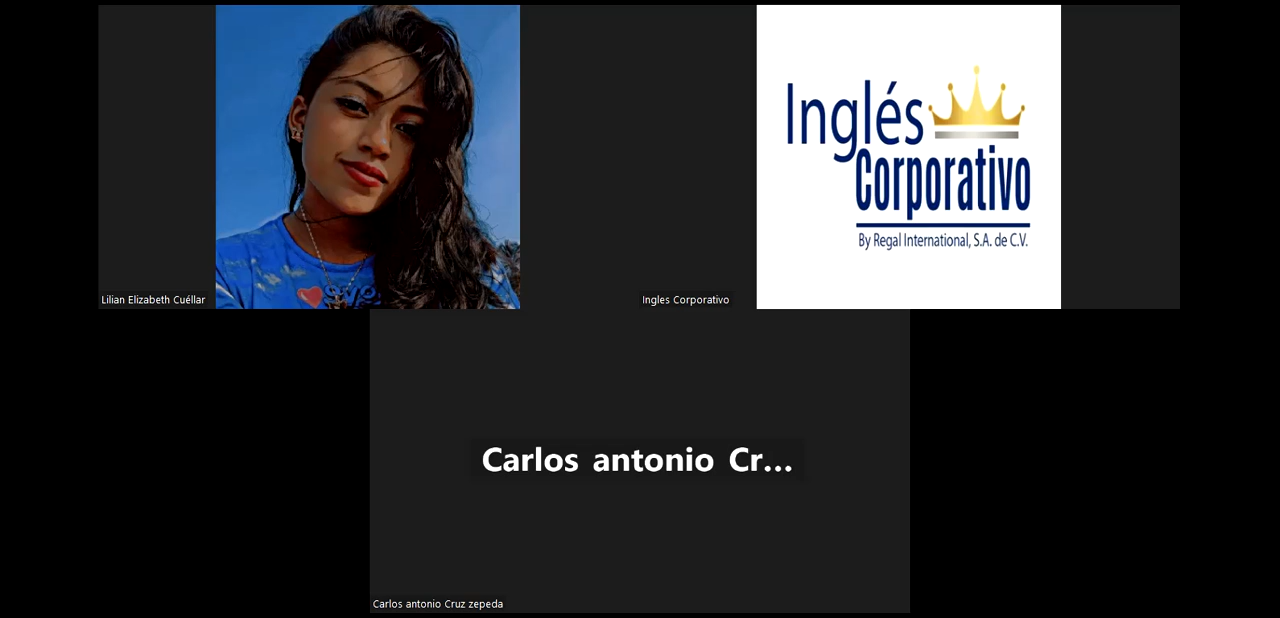 Inglés
Corporativo
By Regal International, S.A. de C.V.
Lilian Elizabeth Cuéllar
Ingles Corporativo
Carlos antonio Cr...
Carlos antonio Cruz zepeda